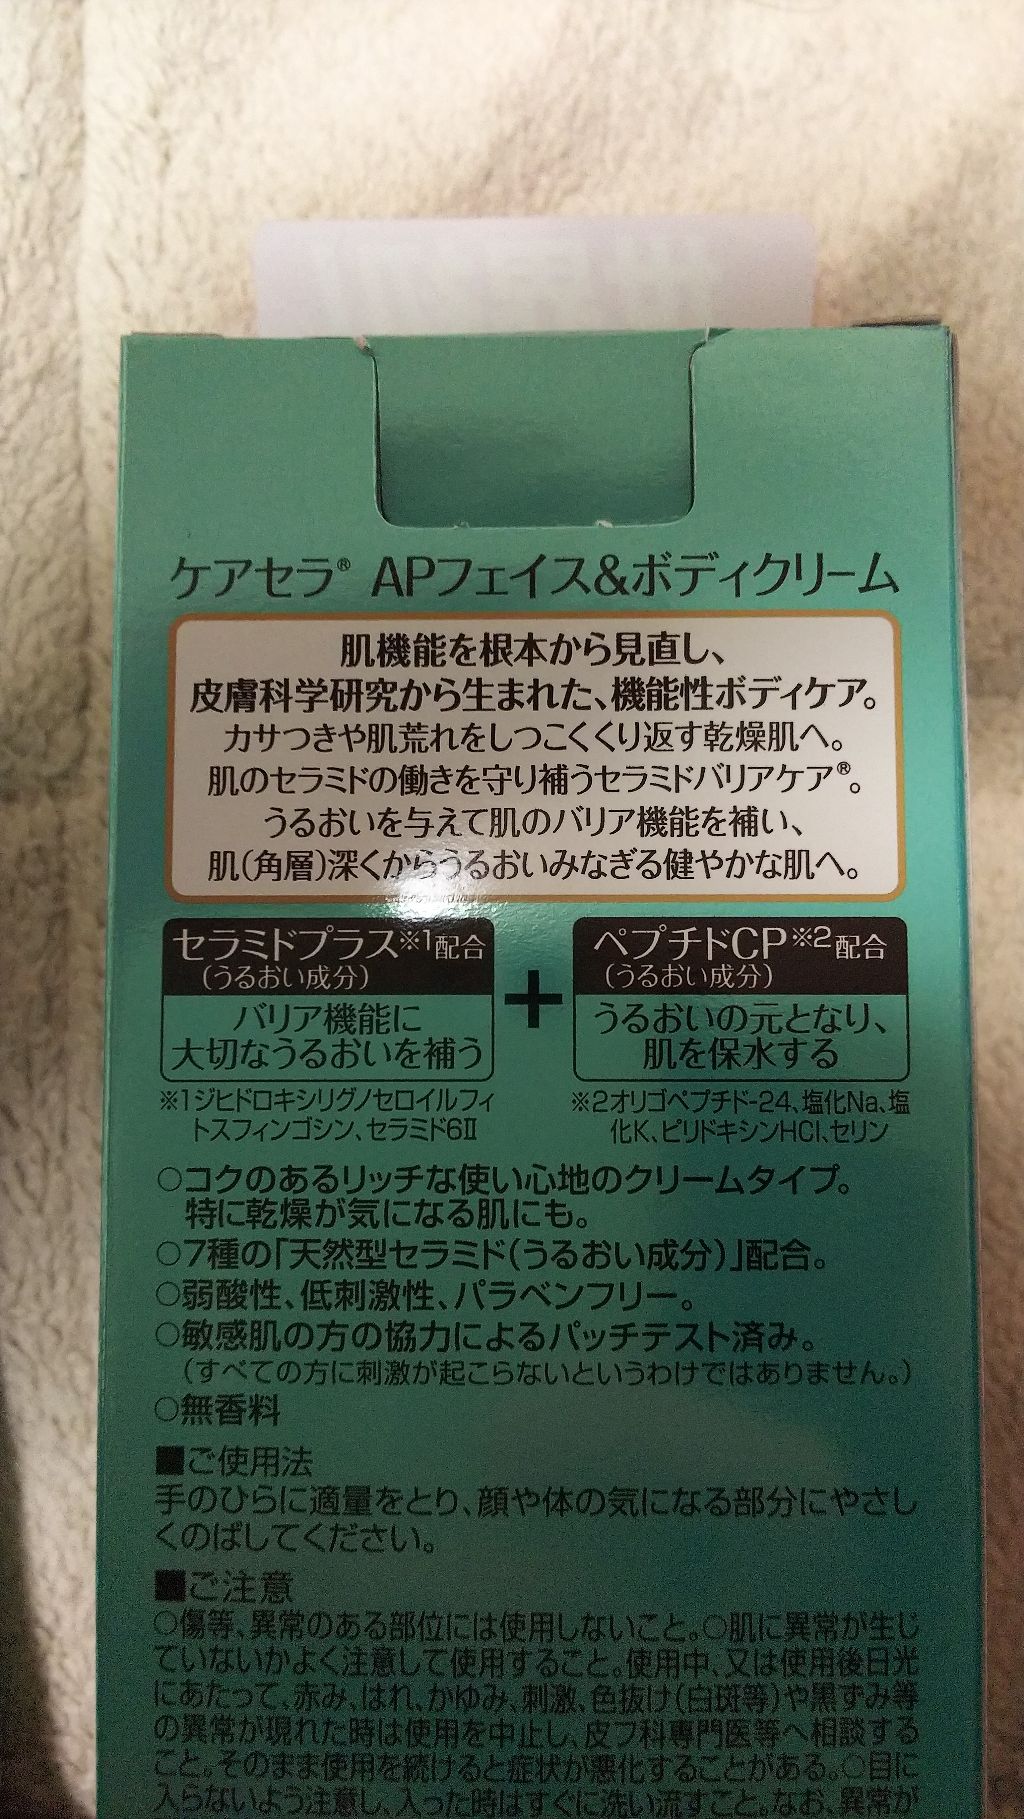 ケアセラ® APフェイス&ボディクリーム
肌機能を根本から見直し、
皮膚科学研究から生まれた、機能性ボディケア。
カサつきや肌荒れをしつこくくり返す乾燥肌へ。
肌のセラミドの働きを守り補うセラミドバリアケア®。
うるおいを与えて肌のバリア機能を補い、
肌(角層)深くからうるおいみなぎる健やかな肌へ。
セラミドプラス※1配合
(うるおい成分)
バリア機能に
大切なうるおいを補う
※1ジヒドロキシリグノセロイルフィ
トスフィンゴシン、セラミド6Ⅱ
+
ペプチドCP※2配合
(うるおい成分)
うるおいの元となり、
肌を保水する
※2オリゴペプチド-24、塩化Na、塩
化K、ピリドキシンHCl、セリン
○コクのあるリッチな使い心地のクリームタイプ。
特に乾燥が気になる肌にも。
○7種の「天然型セラミド(うるおい成分)」配合。
○弱酸性、低刺激性、パラベンフリー。
○敏感肌の方の協力によるパッチテスト済み。
(すべての方に刺激が起こらないというわけではありません。)
○無香料
■ご使用法
手のひらに適量をとり、顔や体の気になる部分にやさし
くのばしてください。
■ご注意
○傷等、異常のある部位には使用しないこと。○肌に異常が生じ
ていないかよく注意して使用すること。使用中、又は使用後日光
にあたって、赤み、はれ、かゆみ、刺激、色抜け(白斑等)や黒ずみ等
の異常が現れた時は使用を中止し、皮フ科専門医等へ相談する
こと。そのまま使用を続けると症状が悪化することがある。○目に
入らないよう注意し、入った時はすぐに洗い流すこと。なお、異常が